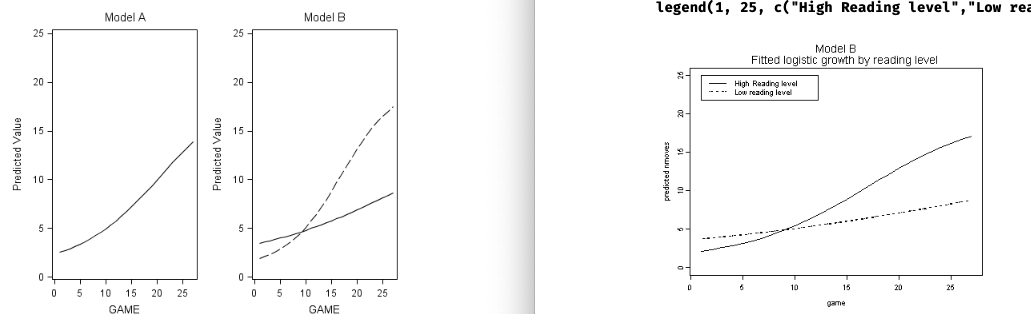 Model A
25
20
15
10
5
0
Predicted Value
0 5 10 15 20 25
GAME
Model B
25
20
15
10
5
0
Predicted Value
0 5 10 15 20 25
GAME
legend(1, 25, c("High Reading level","Low rea
Model B
Fitted logistic growth by reading level
High Reading level
Low reading level
25
20
15
10
5
0
predicted nmoves
0 5 10 15 20 25
game